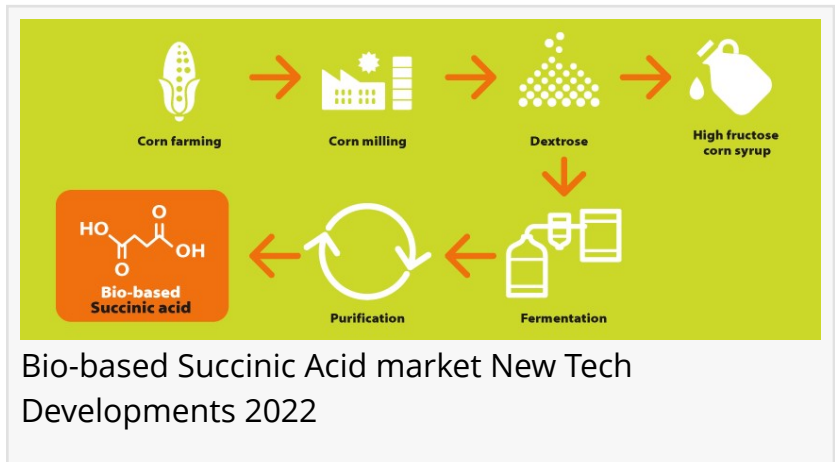 Corn farming
Corn milling
Dextrose
High fructose
corn syrup
HO
O
OH
O
Bio-based
Succinic acid
Purification
Fermentation
Bio-based Succinic Acid market New Tech
Developments 2022